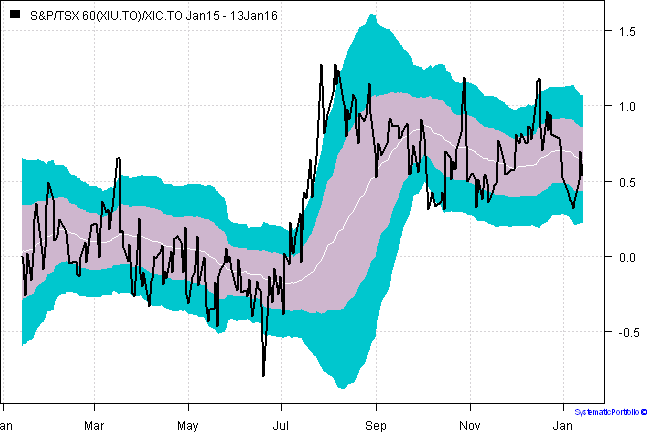 S&P/TSX 60(XIU.TO)/XIC.TO Jan15 - 13Jan16
1.5
1.0
0.5
0.0
-0.5
an
Mar
May
Jul
Sep
Nov
Jan
SystematicPortfolio ©